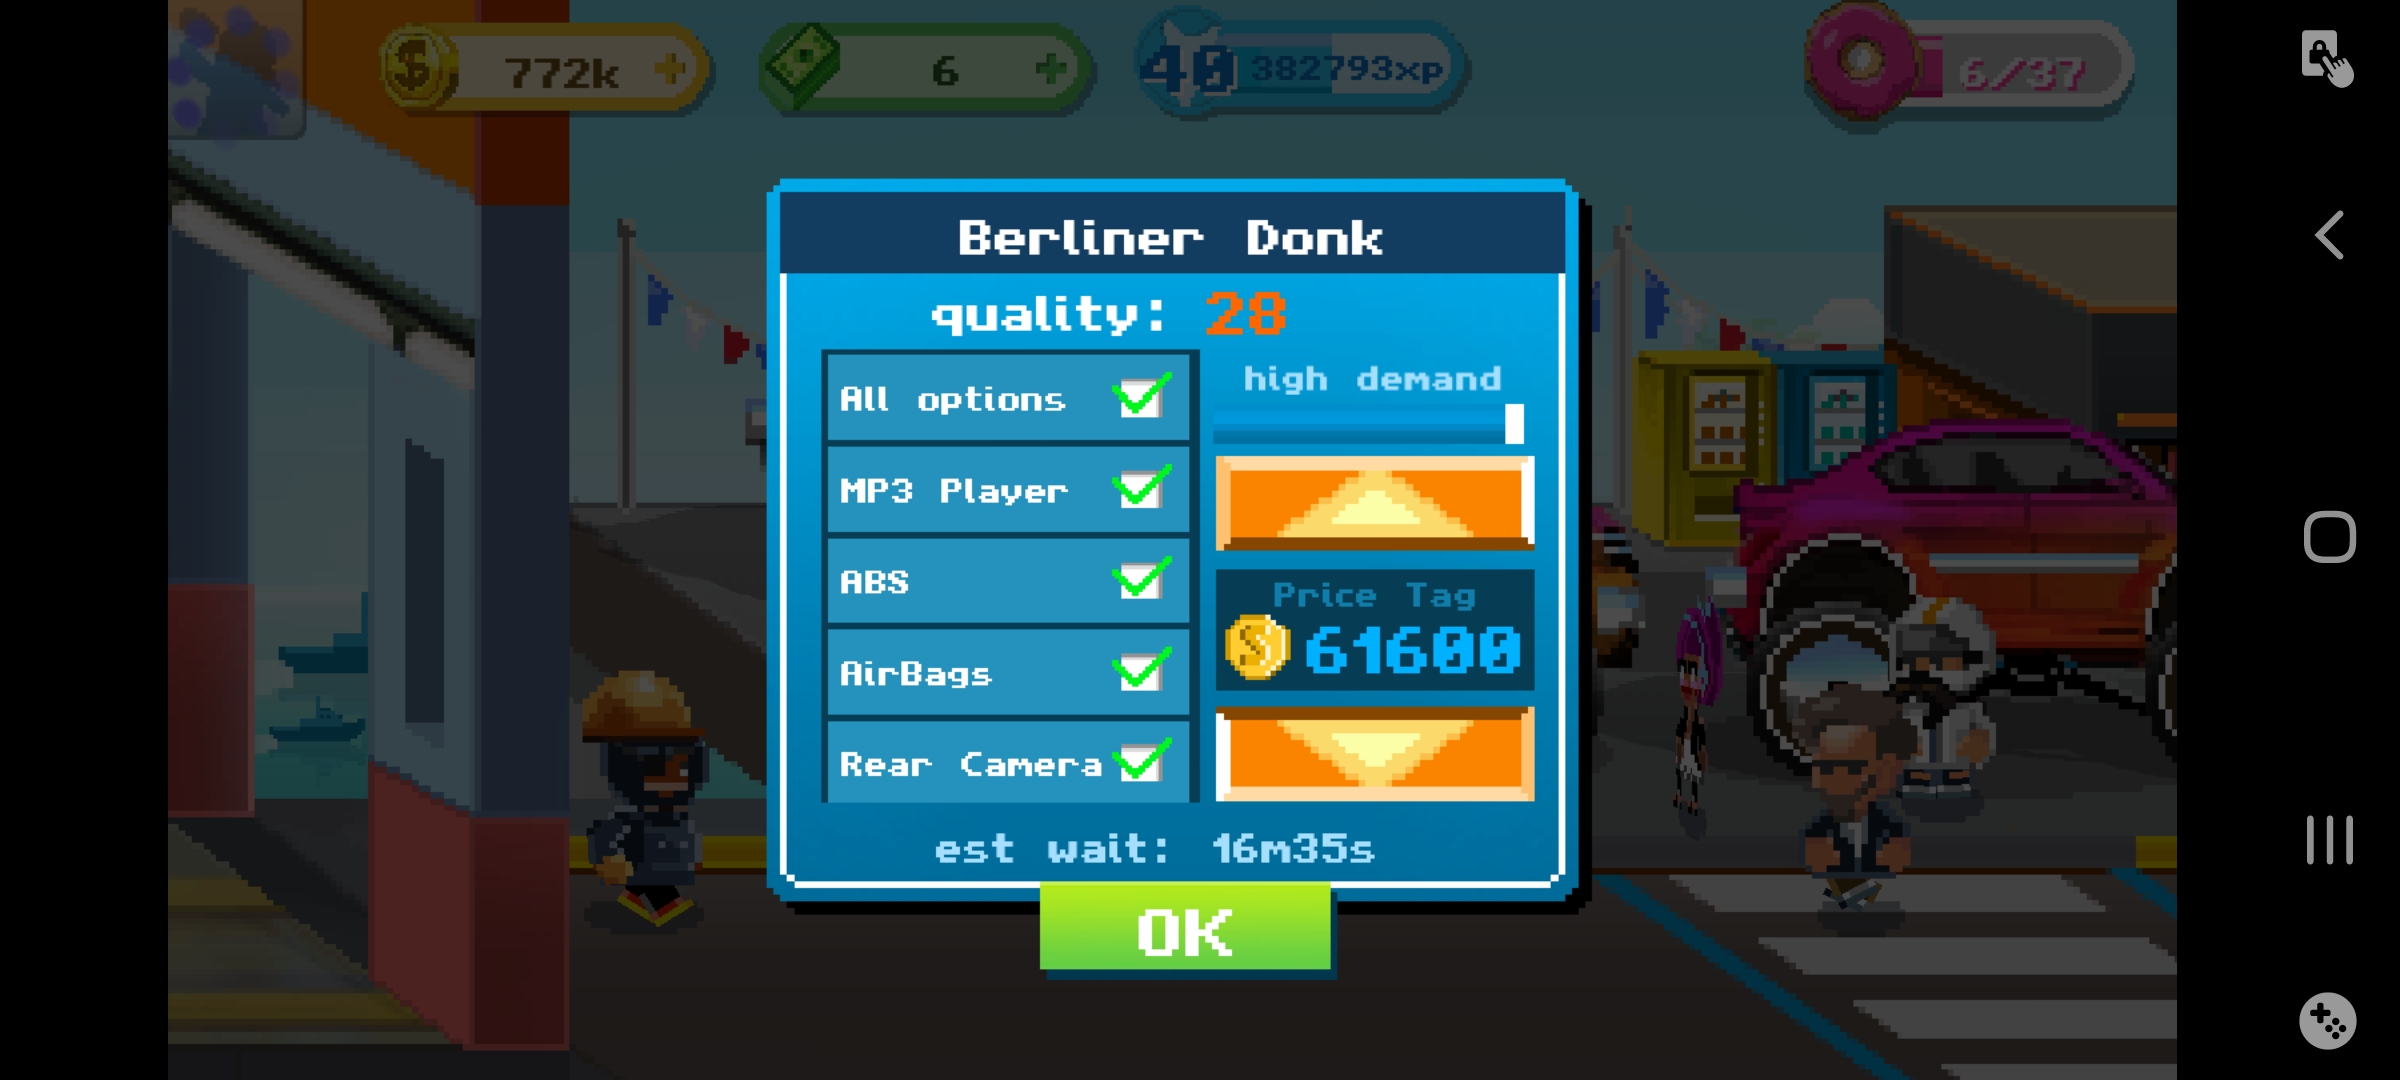 772k
6
40 382793xp
6/37
Berliner Donk
quality: 28
All options
MP3 Player
ABS
AirBags
Rear Camera
high demand
Price Tag
61600
est wait: 16m35s
OK